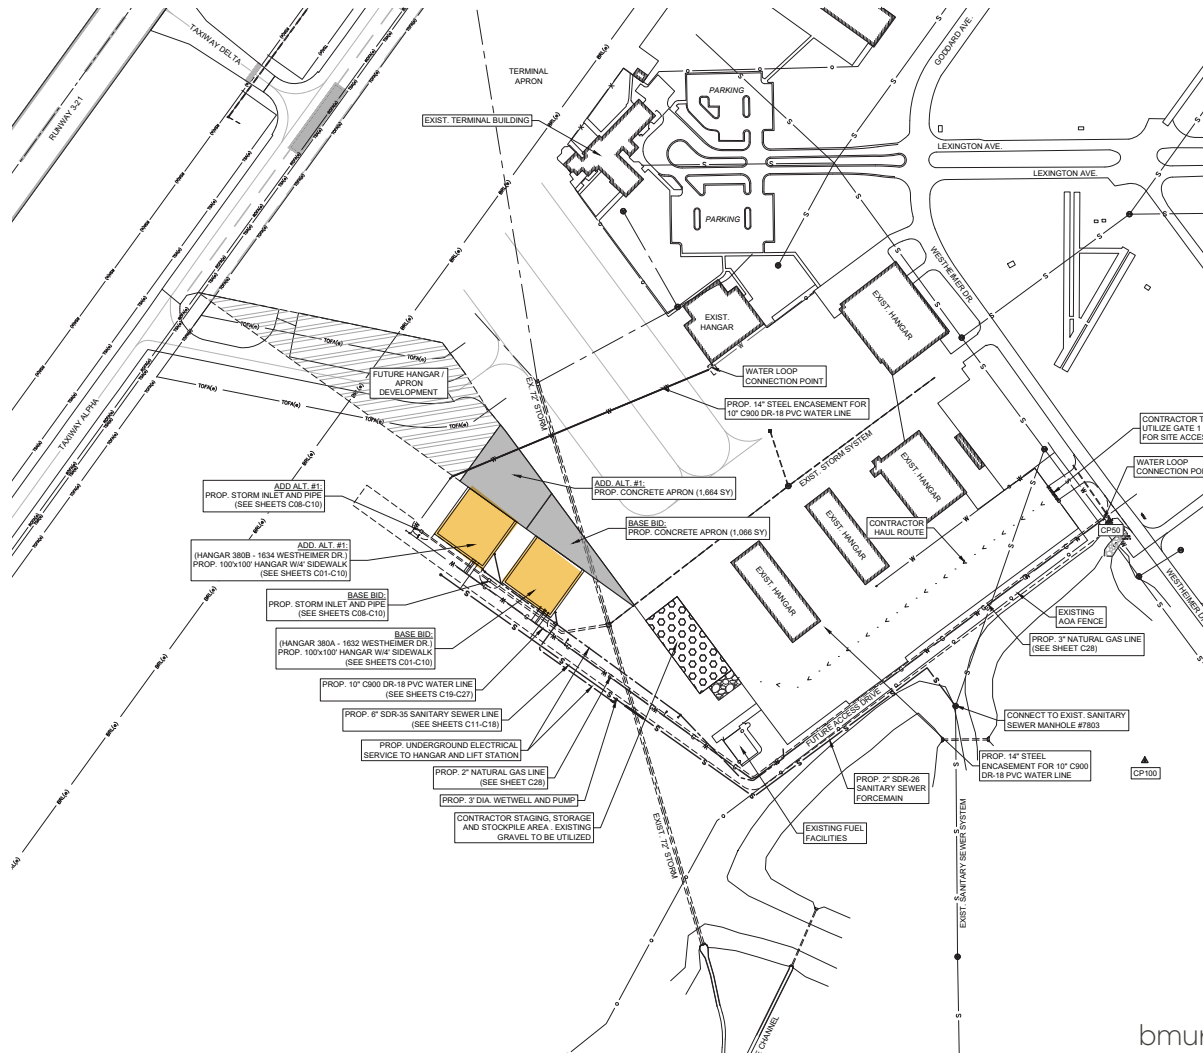 TAXIWAY DELTA
RUNWAY 3-21
TERMINAL
APRON
BRL(e)
GODDARD AVE.
PARKING
EXIST. TERMINAL BUILDING
LEXINGTON AVE.
LEXINGTON AVE.
PARKING
WESTHEIMER DR.
EXIST. HANGAR
EXIST.
HANGAR
TOFA(e)
TOFA(e)
TOFA(e)
TOFA(e)
FUTURE HANGAR /
APRON
DEVELOPMENT
EX. 72" STORM
WATER LOOP
CONNECTION POINT
PROP. 14" STEEL ENCASEMENT FOR
10" C900 DR-18 PVC WATER LINE
TAXIWAY ALPHA
EXIST. STORM SYSTEM
CONTRACTOR T
UTILIZE GATE 1
FOR SITE ACCES
WATER LOOP
CONNECTION POI
EXIST. HANGAR
ADD ALT. #1:
PROP. STORM INLET AND PIPE
(SEE SHEETS C08-C10)
ADD. ALT. #1:
PROP. CONCRETE APRON (1,664 SY)
BASE BID:
PROP. CONCRETE APRON (1,066 SY)
EXIST. HANGAR
CONTRACTOR
HAUL ROUTE
CP50
ADD. ALT. #1:
(HANGAR 380B - 1634 WESTHEIMER DR.)
PROP. 100'x100' HANGAR W/4' SIDEWALK
(SEE SHEETS C01-C10)
EXIST. HANGAR
WESTHEIMER D
BASE BID:
PROP. STORM INLET AND PIPE
(SEE SHEETS C08-C10)
EXISTING
AOA FENCE
BASE BID:
(HANGAR 380A - 1632 WESTHEIMER DR.)
PROP. 100'x100' HANGAR W/4' SIDEWALK
(SEE SHEETS C01-C10)
PROP. 3" NATURAL GAS LINE
(SEE SHEET C28)
PROP. 10" C900 DR-18 PVC WATER LINE
(SEE SHEETS C19-C27)
PROP. 6" SDR-35 SANITARY SEWER LINE
(SEE SHEETS C11-C18)
FUTURE ACCESS DRIVE
CONNECT TO EXIST. SANITARY
SEWER MANHOLE #7803
PROP. UNDERGROUND ELECTRICAL
SERVICE TO HANGAR AND LIFT STATION
PROP. 14" STEEL
ENCASEMENT FOR 10" C900
DR-18 PVC WATER LINE
CP100
PROP. 2" NATURAL GAS LINE
(SEE SHEET C28)
PROP. 2" SDR-26
SANITARY SEWER
FORCEMAIN
PROP. 3' DIA. WETWELL AND PUMP
CONTRACTOR STAGING, STORAGE
AND STOCKPILE AREA . EXISTING
GRAVEL TO BE UTILIZED
EXISTING FUEL
FACILITIES
EXIST. 72" STORM
EXIST. SANITARY SEWER SYSTEM
E CHANNEL
bmur